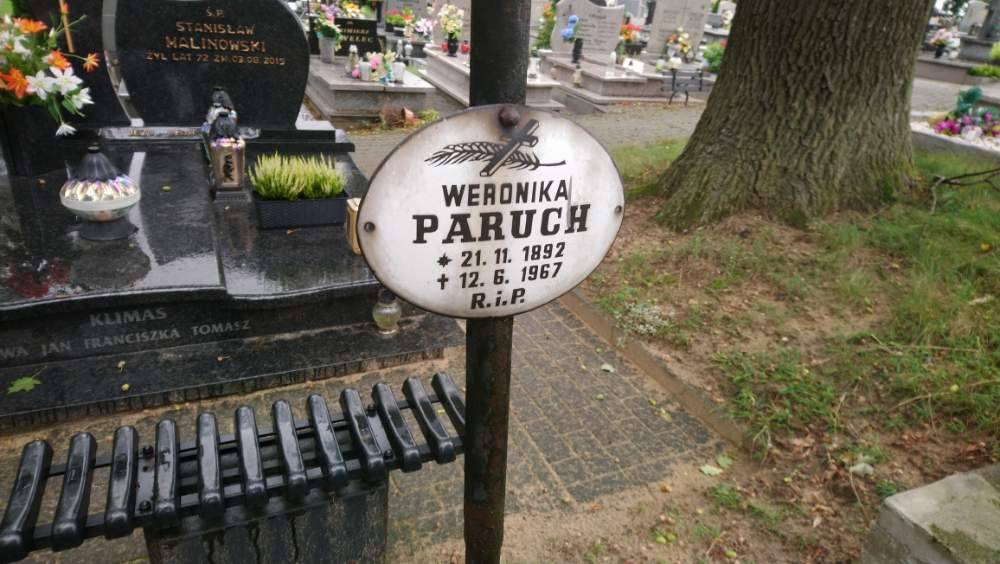 Ś.P.
STANISŁAW
MALINOWSKI
ŻYŁ LAT 72 ZM.03.08.2015
WERONIKA
PARUCH
* 21. 11. 1892
✝ 12. 6. 1967
R.i.P.
KLIMAS
JAN FRANCISZKA TOMASZ